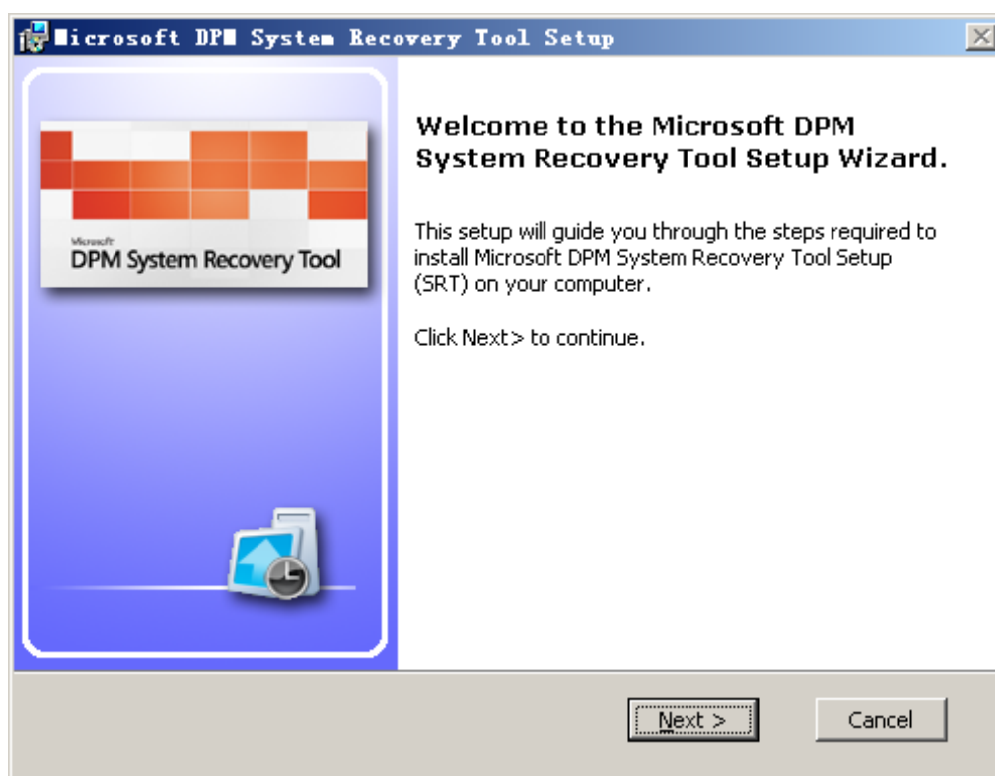 Microsoft DPM System Recovery Tool Setup
Microsoft
DPM System Recovery Tool
Welcome to the Microsoft DPM
System Recovery Tool Setup Wizard.
This setup will guide you through the steps required to
install Microsoft DPM System Recovery Tool Setup
(SRT) on your computer.
Click Next> to continue.
Next >
Cancel